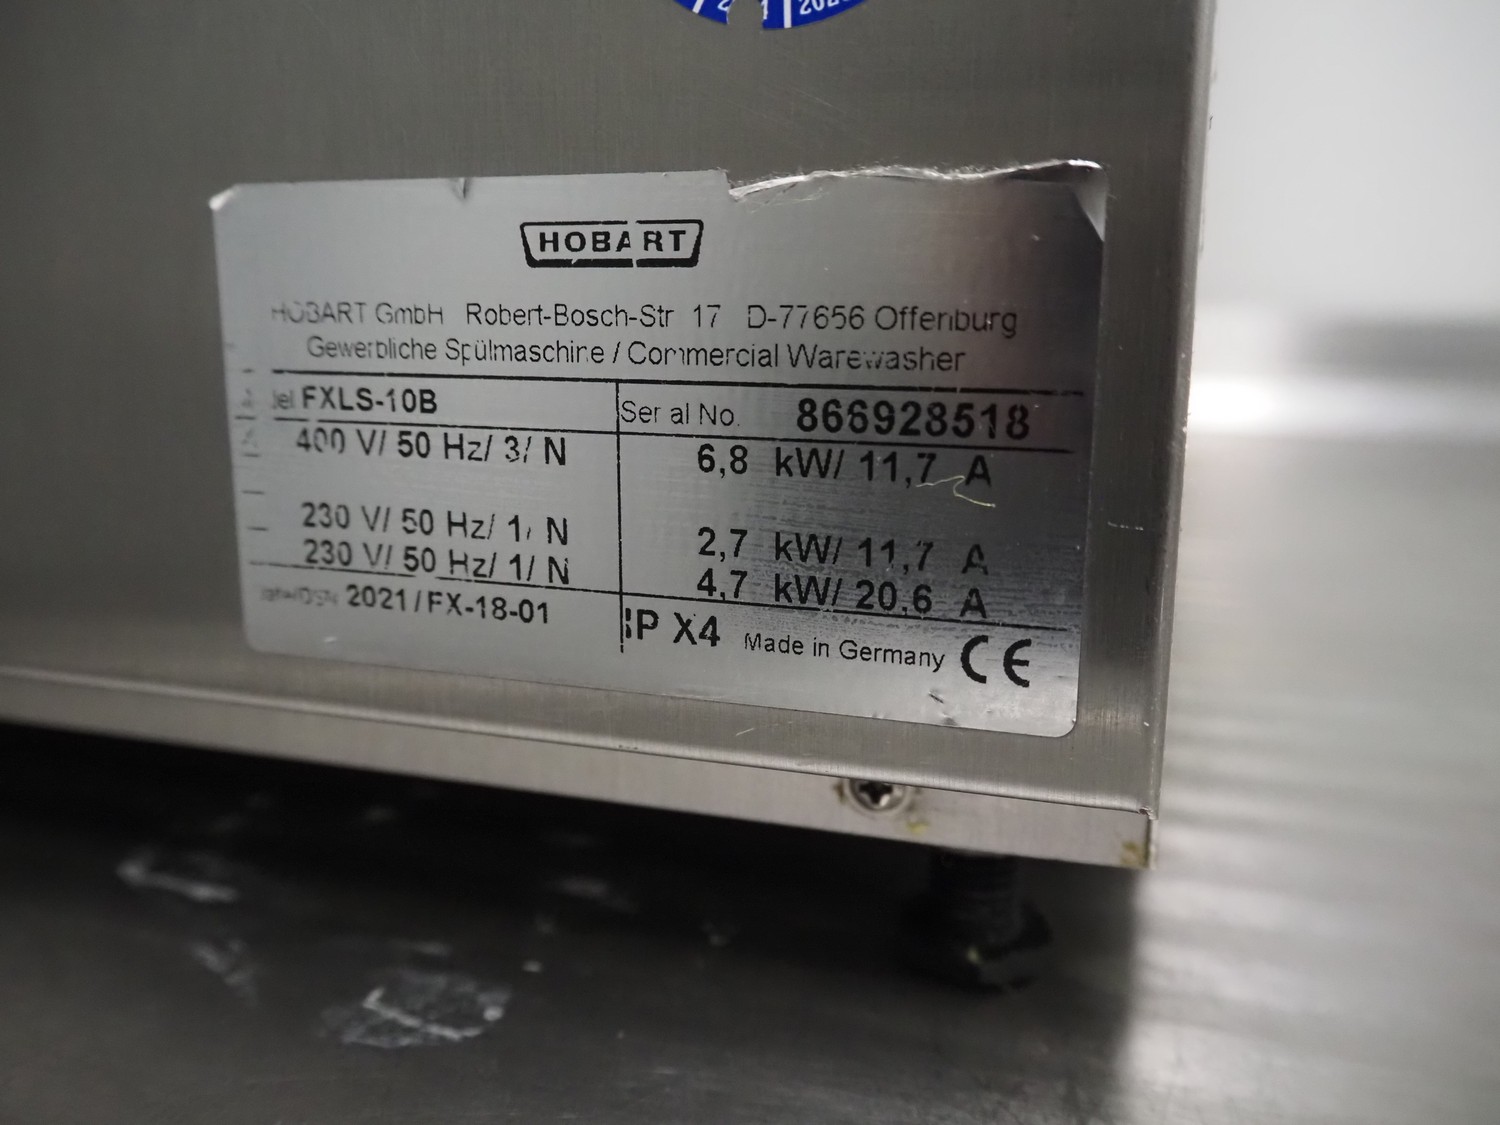 HOBART
HOBART GmbH Robert-Bosch-Str 17 D-77656 Offenburg
Gewerbliche Spülmaschine / Commercial Warewasher
FXLS-10B Serial No. 866928518
400 V/ 50 Hz/ 3/ N 6,8 kW/ 11,7 A
230 V/ 50 Hz/ 1/ N 2,7 kW/ 11,7 A
230 V/ 50 Hz/ 1/ N 4,7 kW/ 20,6 A
2021/FX-18-01 IP X4 Made in Germany CE